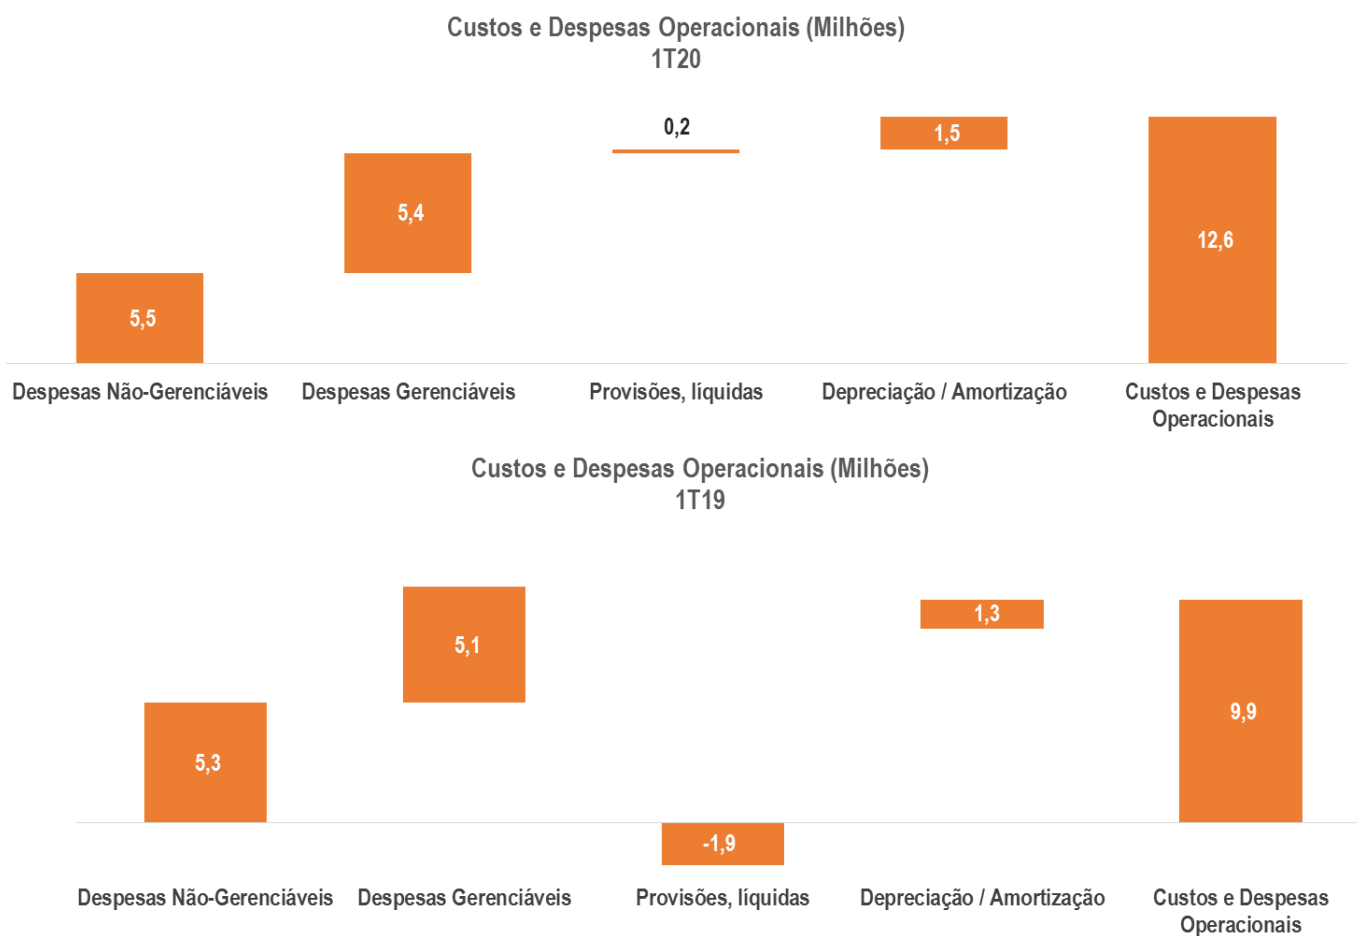 Custos e Despesas Operacionais (Milhões)
1T20
0,2
1,5
5,4
12,6
5,5
Despesas Não-Gerenciáveis
Despesas Gerenciáveis
Provisões, líquidas
Depreciação / Amortização
Custos e Despesas
Operacionais
Custos e Despesas Operacionais (Milhões)
1T19
1,3
5,1
9,9
5,3
-1,9
Despesas Não-Gerenciáveis
Despesas Gerenciáveis
Provisões, líquidas
Depreciação / Amortização
Custos e Despesas
Operacionais